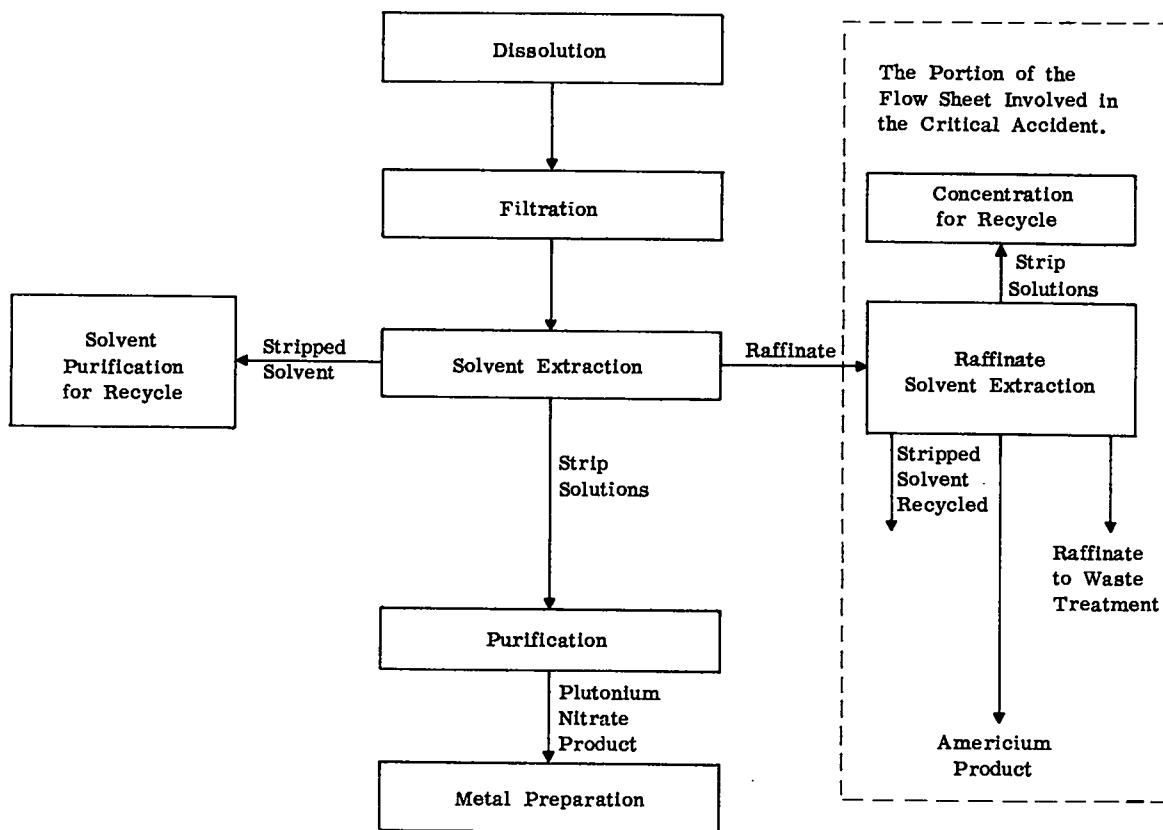 Dissolution
Filtration
Solvent
Purification
for Recycle
Stripped
Solvent
Solvent Extraction
Raffinate
Strip
Solutions
Purification
Plutonium
Nitrate
Product
Metal Preparation
The Portion of the
Flow Sheet Involved in
the Critical Accident.
Concentration
for Recycle
Strip
Solutions
Raffinate
Solvent Extraction
Stripped
Solvent
Recycled
Raffinate
to Waste
Treatment
Americium
Product